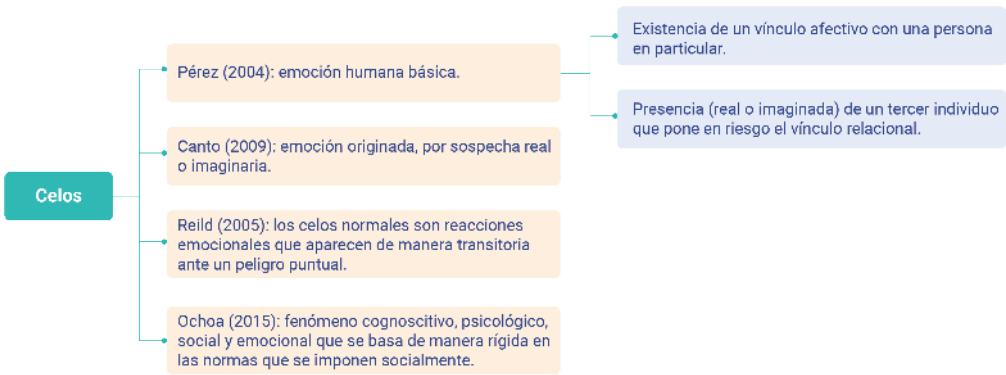 Celos
Pérez (2004): emoción humana básica.
Existencia de un vínculo afectivo con una persona
en particular.
Presencia (real o imaginada) de un tercer individuo
que pone en riesgo el vínculo relacional.
Canto (2009): emoción originada, por sospecha real
o imaginaria.
Reild (2005): los celos normales son reacciones
emocionales que aparecen de manera transitoria
ante un peligro puntual.
Ochoa (2015): fenómeno cognoscitivo, psicológico,
social y emocional que se basa de manera rígida en
las normas que se imponen socialmente.